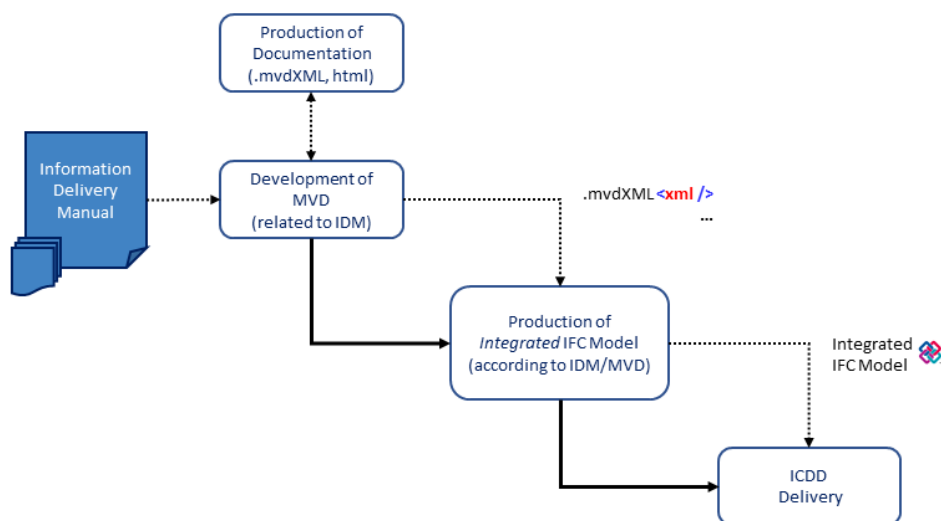 Production of
Documentation
(.mvdXML, html)
Information
Delivery
Manual
Development of
MVD
(related to IDM)
.mvdXML <xml />
...
Production of
Integrated IFC Model
(according to IDM/MVD)
Integrated
IFC Model
ICDD
Delivery